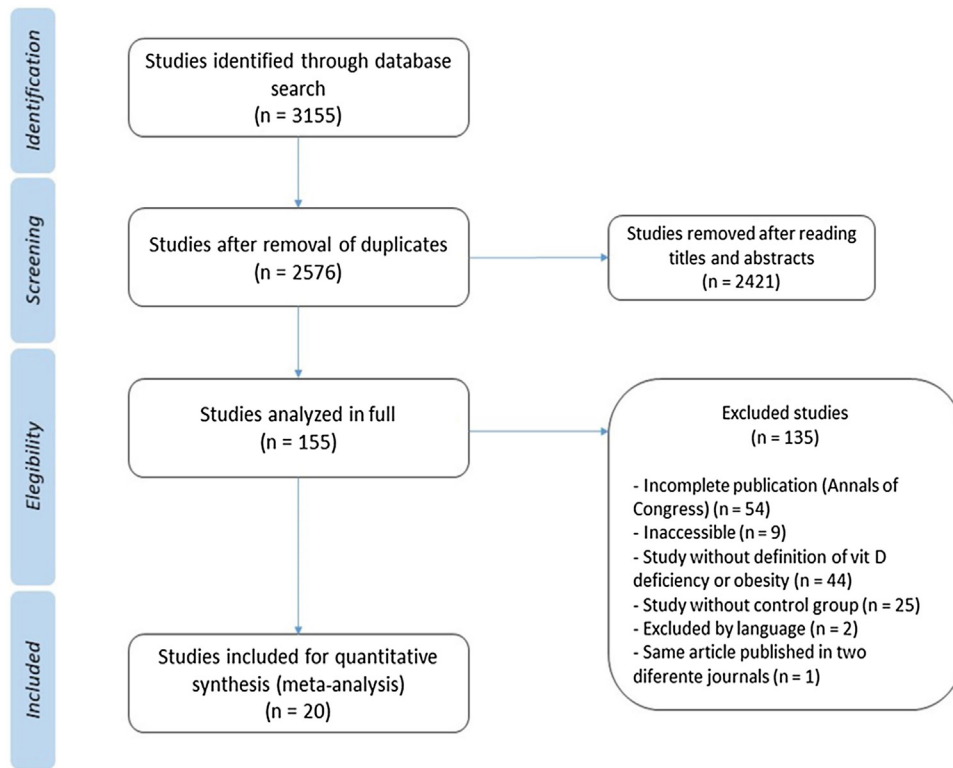 Identification
Studies identified through database
search
(n = 3155)
Screening
Studies after removal of duplicates
(n = 2576)
Studies removed after reading
titles and abstracts
(n = 2421)
Elegibility
Studies analyzed in full
(n = 155)
Excluded studies
(n = 135)
- Incomplete publication (Annals of
Congress) (n = 54)
- Inaccessible (n = 9)
- Study without definition of vit D
deficiency or obesity (n = 44)
- Study without control group (n = 25)
- Excluded by language (n = 2)
- Same article published in two
diferente journals (n = 1)
Included
Studies included for quantitative
synthesis (meta-analysis)
(n = 20)